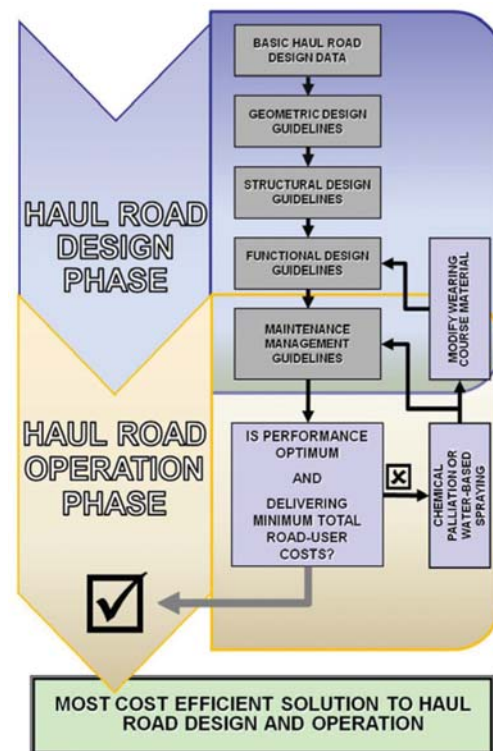 BASIC HAUL ROAD
DESIGN DATA
GEOMETRIC DESIGN
GUIDELINES
STRUCTURAL DESIGN
GUIDELINES
HAUL ROAD
DESIGN
PHASE
FUNCTIONAL DESIGN
GUIDELINES
MODIFY WEARING
COURSE MATERIAL
MAINTENANCE
MANAGEMENT
GUIDELINES
HAUL ROAD
OPERATION
PHASE
IS PERFORMANCE
OPTIMUM
AND
DELIVERING
MINIMUM TOTAL
ROAD-USER
COSTS?
CHEMICAL
PALLIATION OR
WATER-BASED
SPRAYING
MOST COST EFFICIENT SOLUTION TO HAUL
ROAD DESIGN AND OPERATION